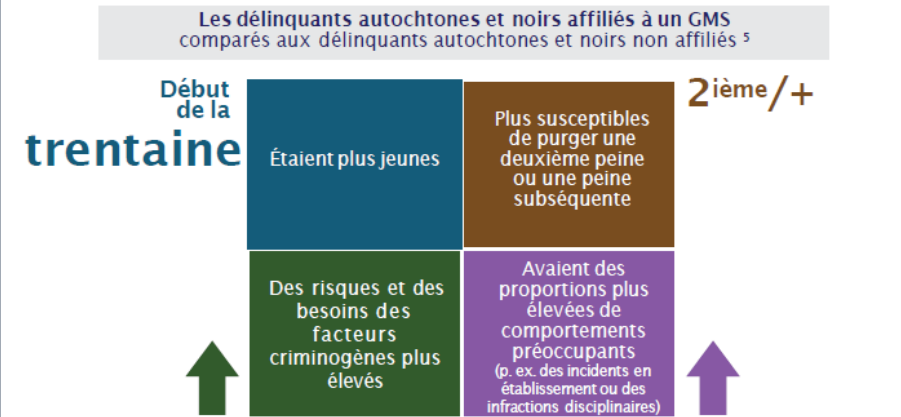 Les délinquants autochtones et noirs affiliés à un GMS
comparés aux délinquants autochtones et noirs non affiliés ⁵
Début
de la
trentaine
Étaient plus jeunes
Plus susceptibles
de purger une
deuxième peine
ou une peine
subséquente
2ième/+
Des risques et des
besoins des
facteurs
criminogènes plus
élevés
Avaient des
proportions plus
élevées de
comportements
préoccupants
(p. ex. des incidents en
établissement ou des
infractions disciplinaires)